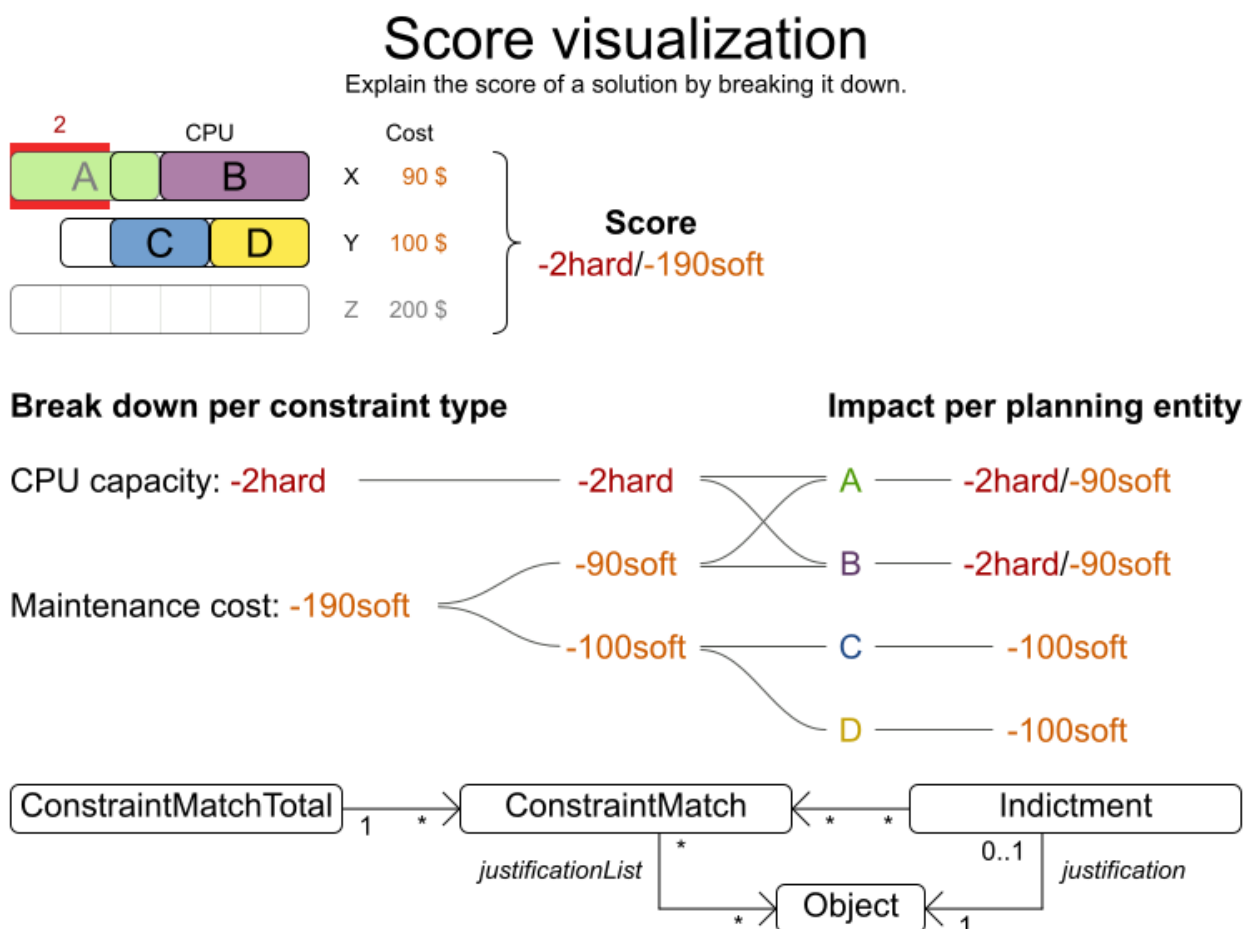 Score visualization
Explain the score of a solution by breaking it down.
2 CPU Cost
A B X 90 $
C D Y 100 $
Z 200 $
Score
-2hard/-190soft
Break down per constraint type Impact per planning entity
CPU capacity: -2hard -2hard A -2hard/-90soft
-90soft B -2hard/-90soft
Maintenance cost: -190soft
-100soft C -100soft
D -100soft
ConstraintMatchTotal ConstraintMatch Indictment
1 * * *
* 0..1
justificationList justification
Object
* 1